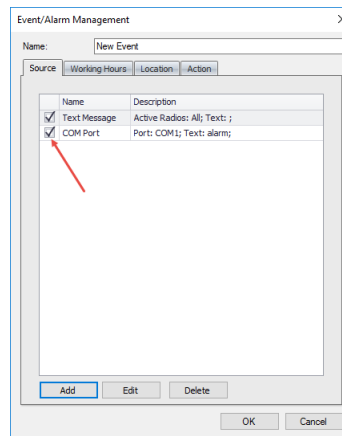 Event/Alarm Management
Name: New Event
Source Working Hours Location Action
Name Description
Text Message Active Radios: All; Text: ;
COM Port Port: COM1; Text: alarm;
Add Edit Delete
OK Cancel